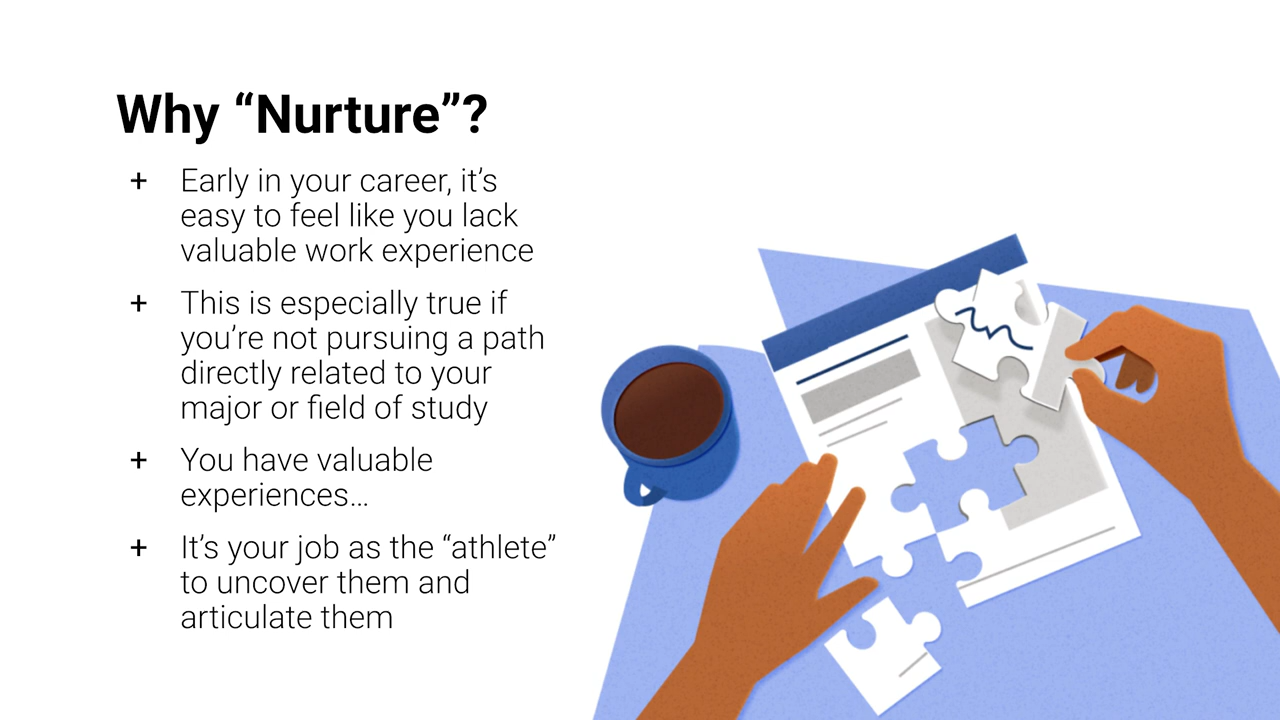 Why “Nurture”?
+ Early in your career, it’s
easy to feel like you lack
valuable work experience
+ This is especially true if
you’re not pursuing a path
directly related to your
major or field of study
+ You have valuable
experiences…
+ It’s your job as the “athlete”
to uncover them and
articulate them